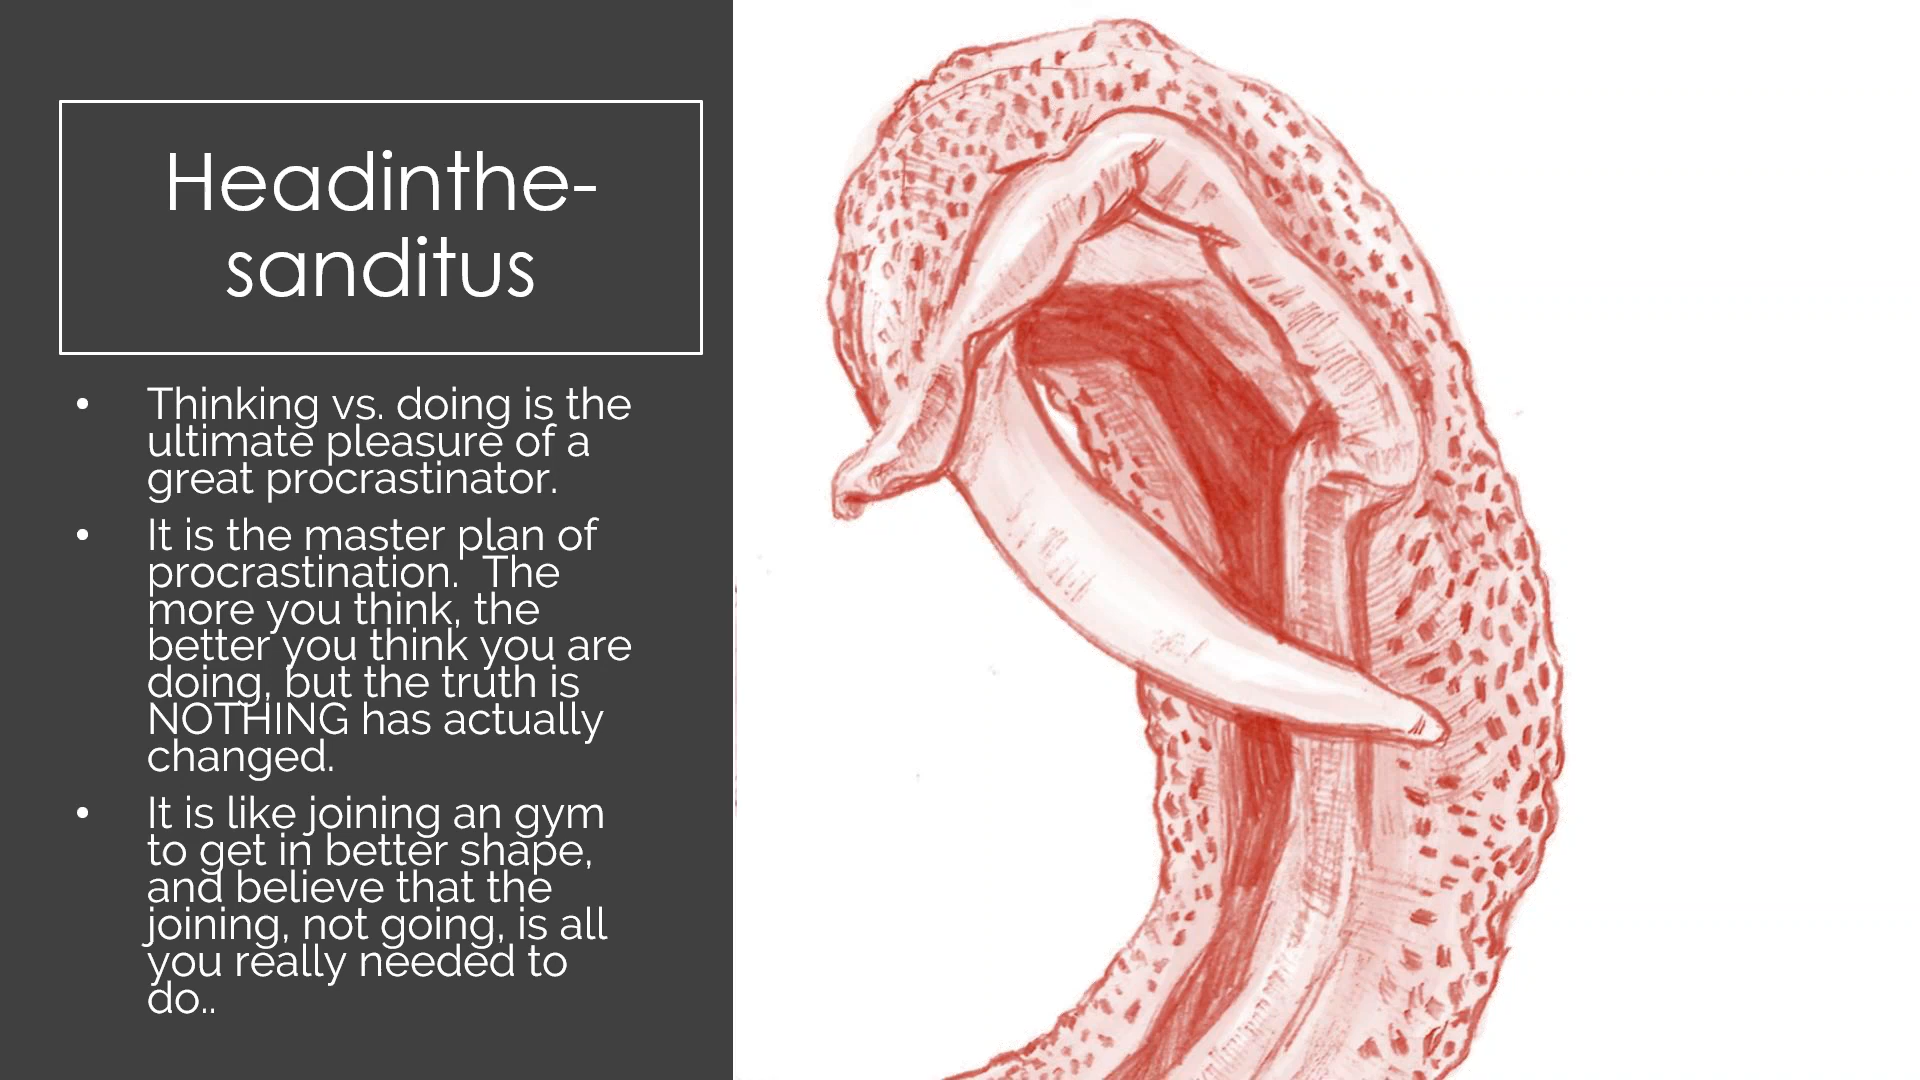 Headinthe-
sanditus
• Thinking vs. doing is the
ultimate pleasure of a
great procrastinator.
• It is the master plan of
procrastination.  The
more you think, the
better you think you are
doing, but the truth is
NOTHING has actually
changed.
• It is like joining an gym
to get in better shape,
and believe that the
joining, not going, is all
you really needed to
do..